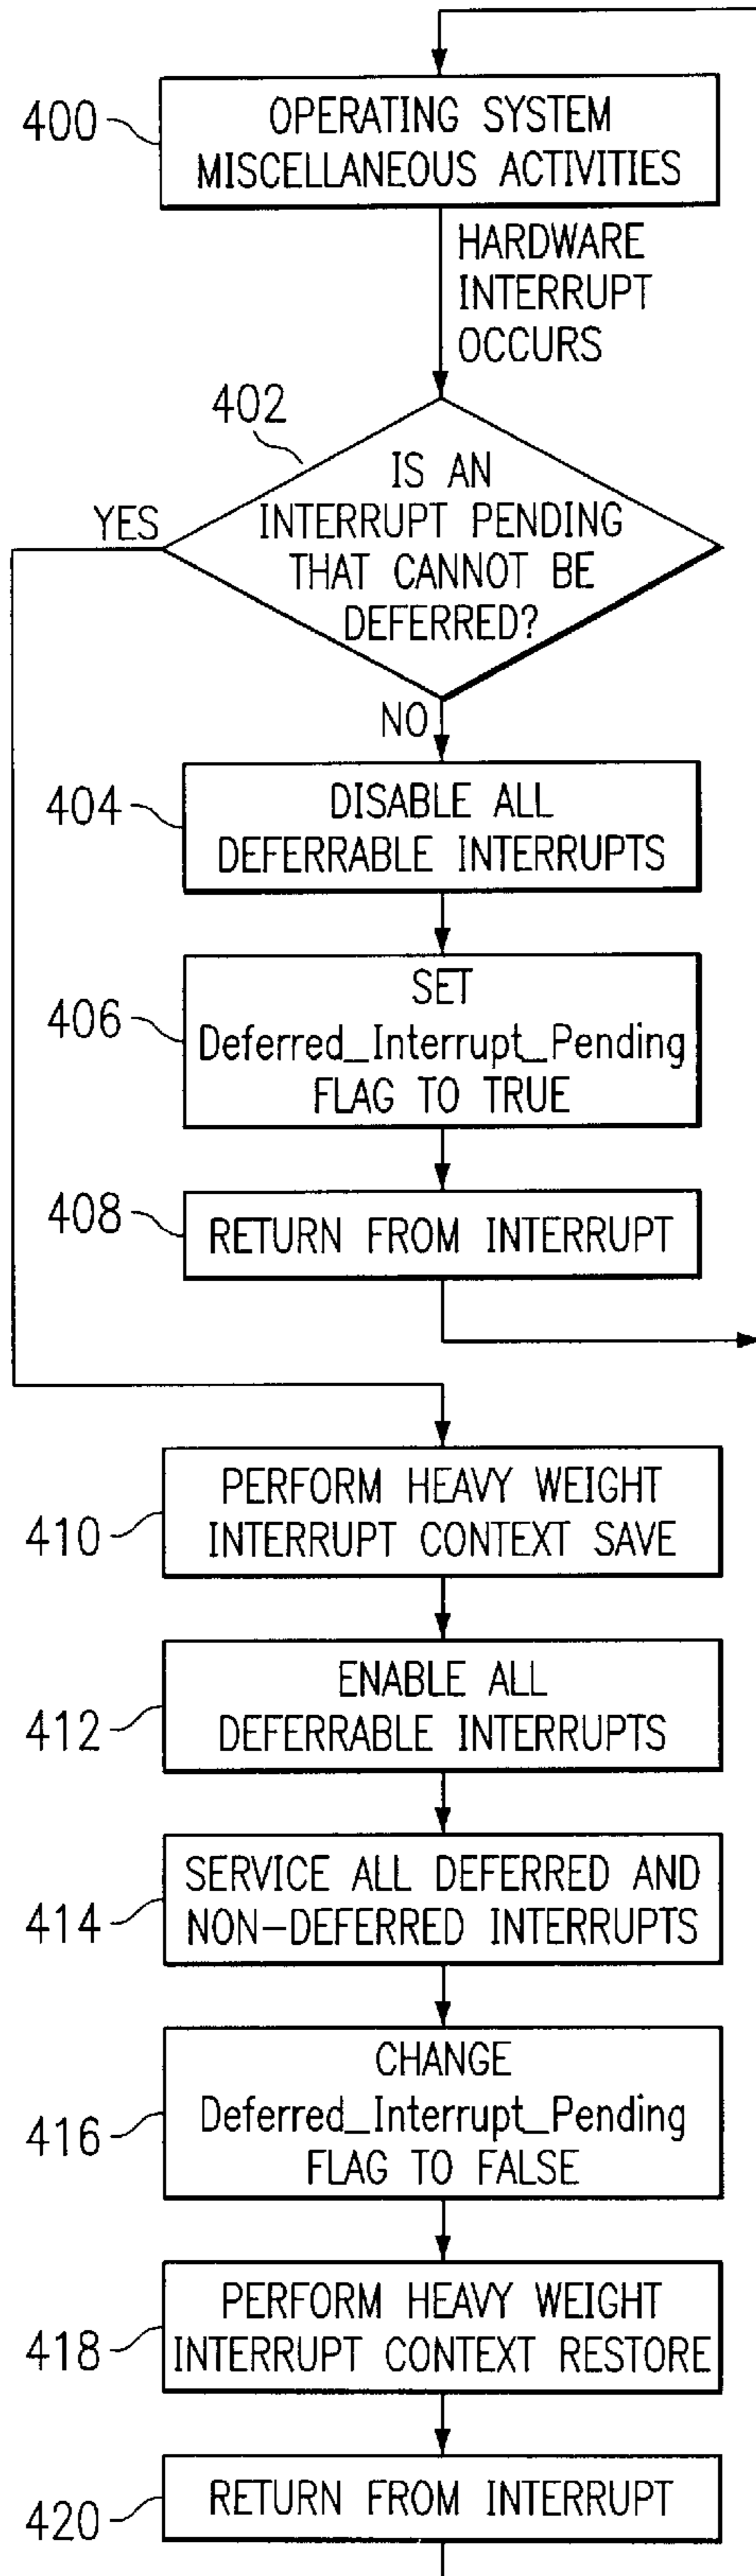 400
OPERATING SYSTEM
MISCELLANEOUS ACTIVITIES
HARDWARE
INTERRUPT
OCCURS
402
IS AN
INTERRUPT PENDING
THAT CANNOT BE
DEFERRED?
YES
NO
404
DISABLE ALL
DEFERRABLE INTERRUPTS
406
SET
Deferred_Interrupt_Pending
FLAG TO TRUE
408
RETURN FROM INTERRUPT
410
PERFORM HEAVY WEIGHT
INTERRUPT CONTEXT SAVE
412
ENABLE ALL
DEFERRABLE INTERRUPTS
414
SERVICE ALL DEFERRED AND
NON-DEFERRED INTERRUPTS
416
CHANGE
Deferred_Interrupt_Pending
FLAG TO FALSE
418
PERFORM HEAVY WEIGHT
INTERRUPT CONTEXT RESTORE
420
RETURN FROM INTERRUPT